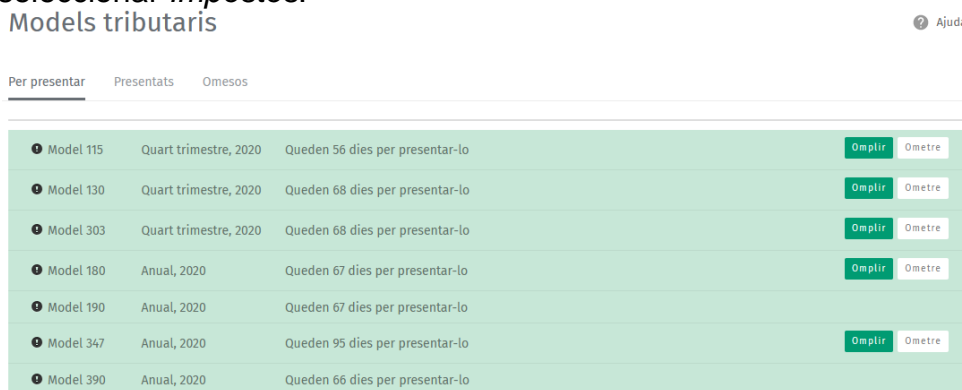 seleccionar Impostos.
Models tributaris
Ajuda
Per presentar Presentats Omesos
Model 115 Quart trimestre, 2020 Queden 56 dies per presentar-lo Omplir Ometre
Model 130 Quart trimestre, 2020 Queden 68 dies per presentar-lo Omplir Ometre
Model 303 Quart trimestre, 2020 Queden 68 dies per presentar-lo Omplir Ometre
Model 180 Anual, 2020 Queden 67 dies per presentar-lo Omplir Ometre
Model 190 Anual, 2020 Queden 67 dies per presentar-lo
Model 347 Anual, 2020 Queden 95 dies per presentar-lo Omplir Ometre
Model 390 Anual, 2020 Queden 66 dies per presentar-lo